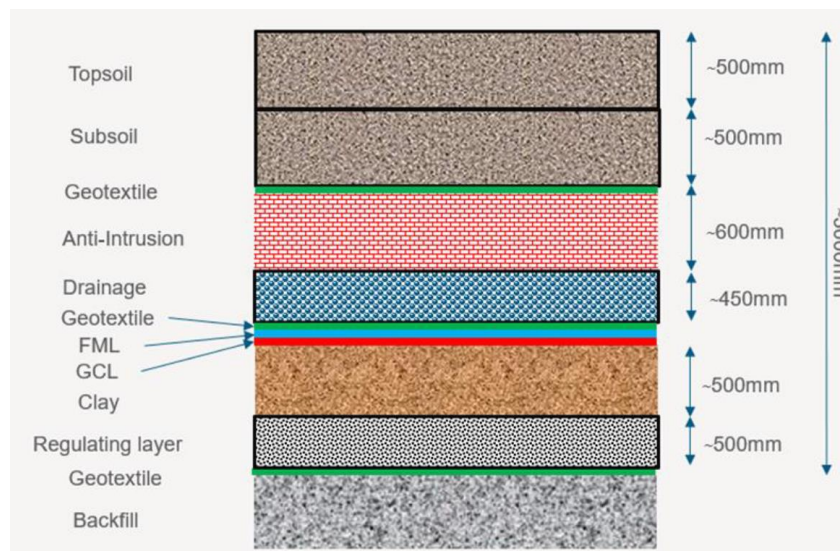 Topsoil
~500mm
Subsoil
~500mm
Geotextile
Anti-Intrusion
~600mm
Drainage
~450mm
Geotextile
FML
GCL
Clay
~500mm
Regulating layer
~500mm
Geotextile
Backfill